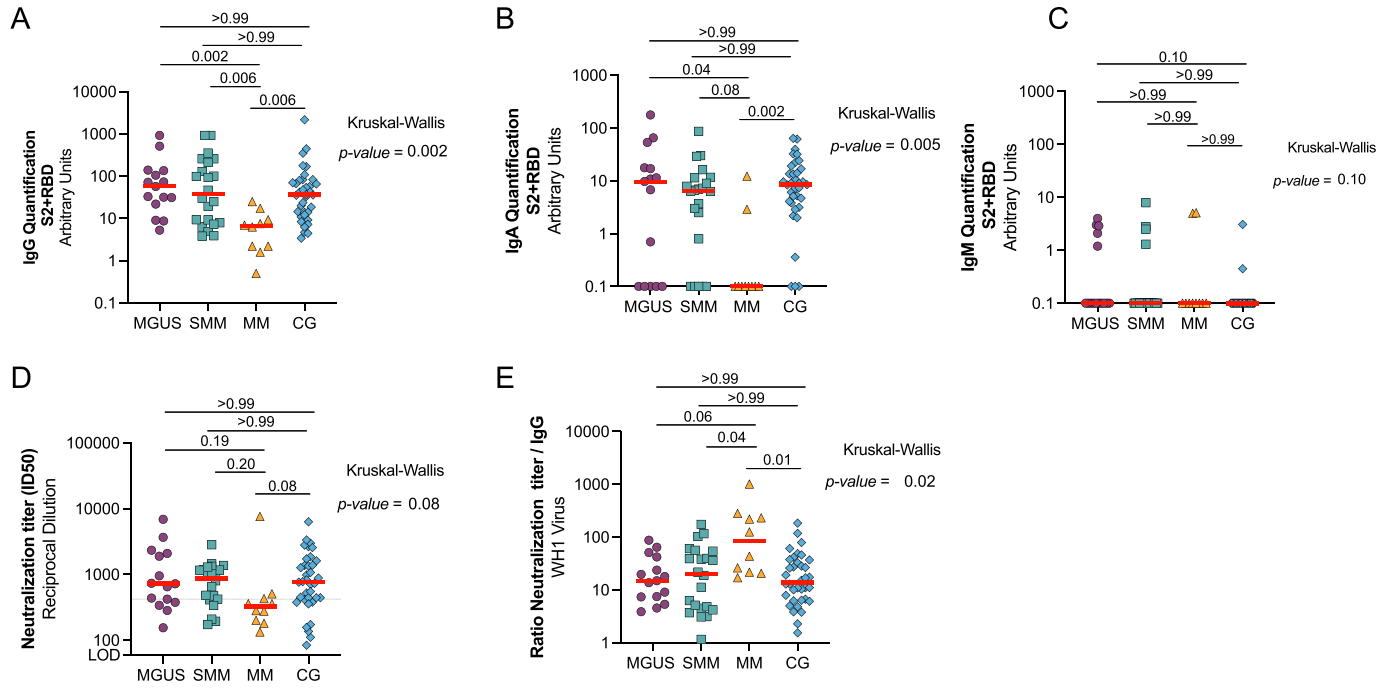 A
>0.99
>0.99
0.002
0.006
0.006
IgG Quantification
S2+RBD
Arbitrary Units
10000
1000
100
10
1
0.1
MGUS
SMM
MM
CG
Kruskal-Wallis
p-value = 0.002
B
>0.99
>0.99
0.04
0.08
0.002
IgA Quantification
S2+RBD
Arbitrary Units
1000
100
10
1
0.1
MGUS
SMM
MM
CG
Kruskal-Wallis
p-value = 0.005
C
0.10
>0.99
>0.99
>0.99
>0.99
IgM Quantification
S2+RBD
Arbitrary Units
1000
100
10
1
0.1
MGUS
SMM
MM
CG
Kruskal-Wallis
p-value = 0.10
D
>0.99
>0.99
0.19
0.20
0.08
Neutralization titer (ID50)
Reciprocal Dilution
100000
10000
1000
100
LOD
MGUS
SMM
MM
CG
Kruskal-Wallis
p-value = 0.08
E
>0.99
>0.99
0.06
0.04
0.01
Ratio Neutralization titer / IgG
WH1 Virus
10000
1000
100
10
1
MGUS
SMM
MM
CG
Kruskal-Wallis
p-value = 0.02